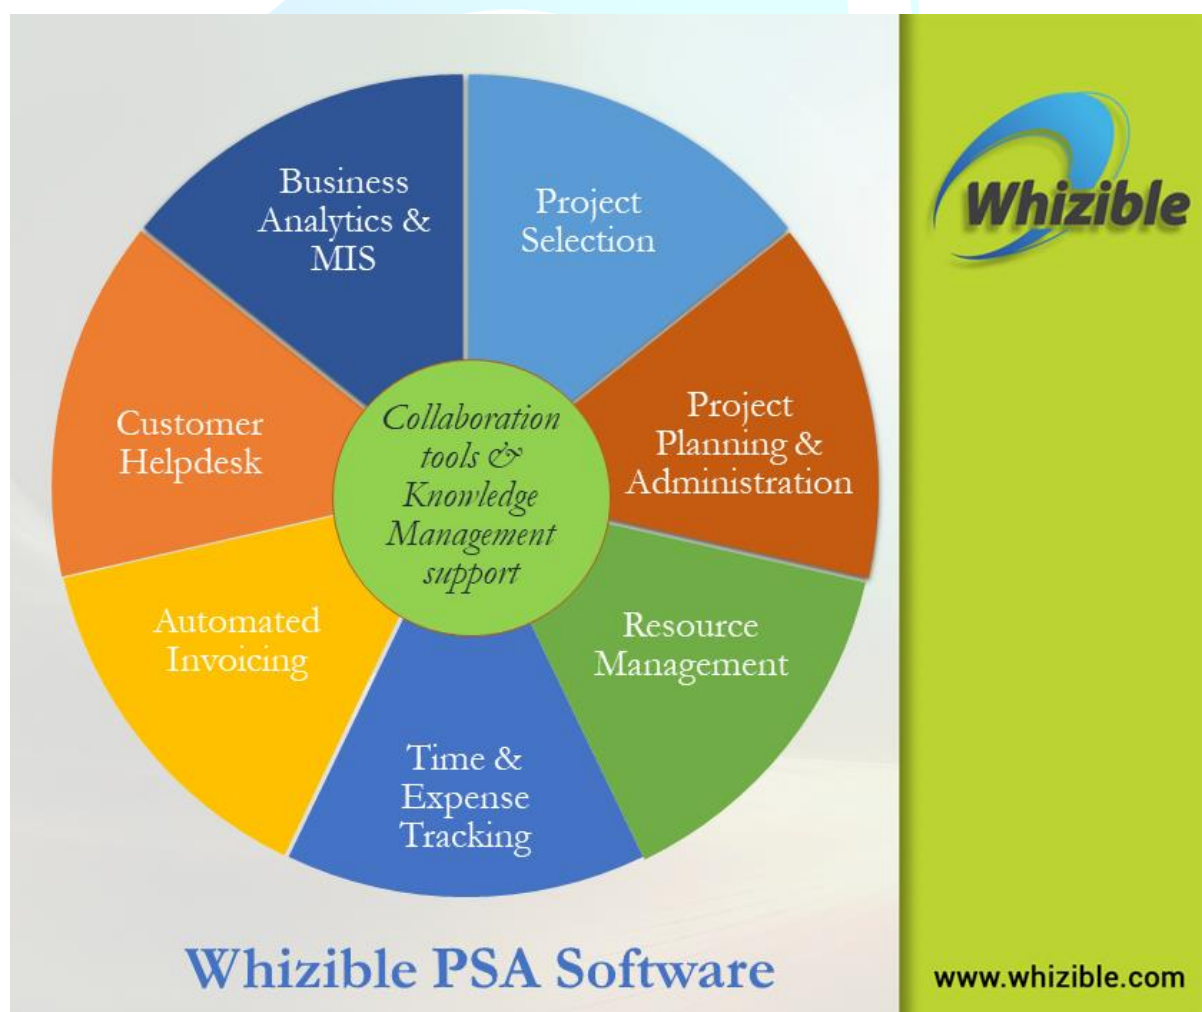 Business
Analytics &
MIS
Project
Selection
Project
Planning &
Administration
Resource
Management
Time &
Expense
Tracking
Automated
Invoicing
Customer
Helpdesk
Collaboration
tools &
Knowledge
Management
support
Whizible PSA Software
Whizible
www.whizible.com